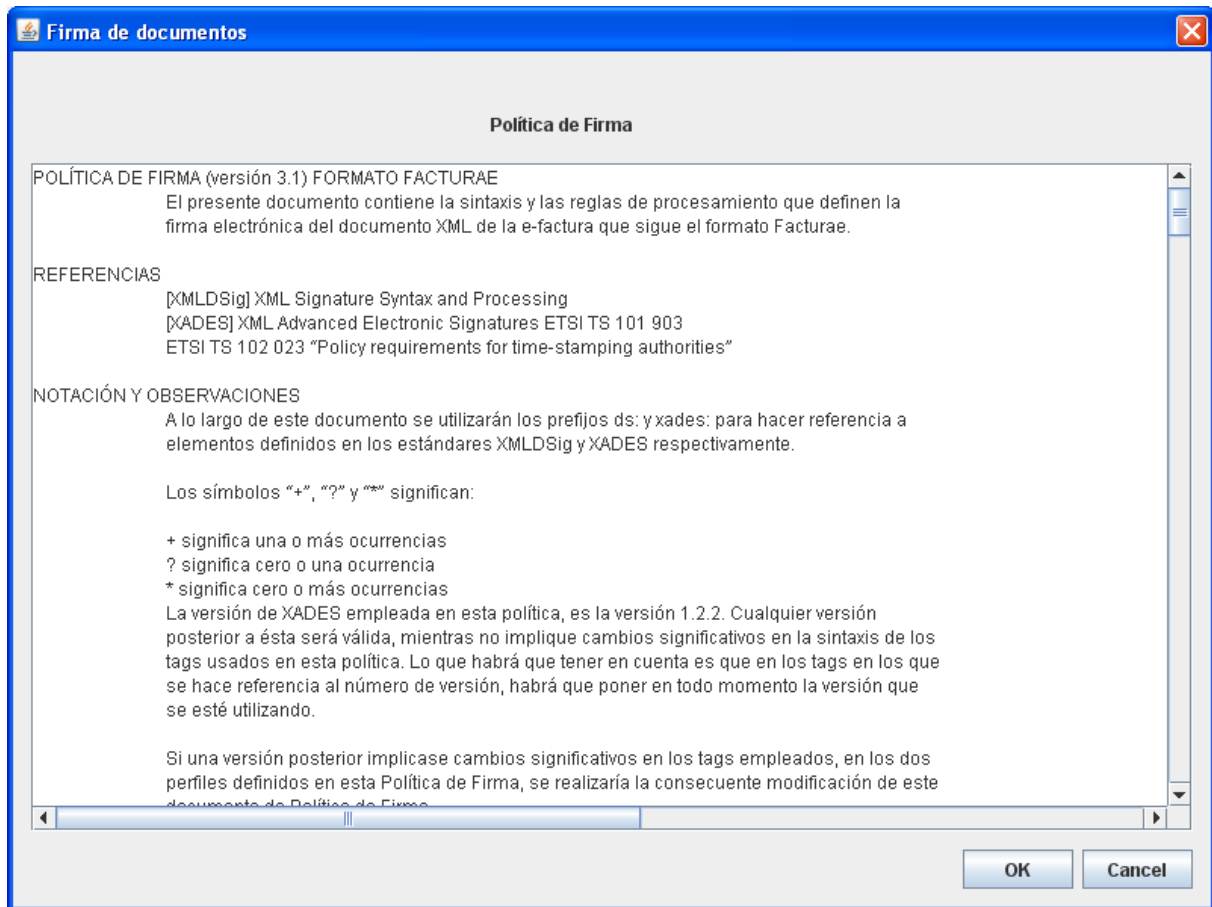 Firma de documentos
Política de Firma
POLÍTICA DE FIRMA (versión 3.1) FORMATO FACTURAE
El presente documento contiene la sintaxis y las reglas de procesamiento que definen la
firma electrónica del documento XML de la e-factura que sigue el formato Facturae.
REFERENCIAS
[XMLDSig] XML Signature Syntax and Processing
[XADES] XML Advanced Electronic Signatures ETSI TS 101 903
ETSI TS 102 023 “Policy requirements for time-stamping authorities”
NOTACIÓN Y OBSERVACIONES
A lo largo de este documento se utilizarán los prefijos ds: y xades: para hacer referencia a
elementos definidos en los estándares XMLDSig y XADES respectivamente.
Los símbolos “+”, “?” y “*” significan:
+ significa una o más ocurrencias
? significa cero o una ocurrencia
* significa cero o más ocurrencias
La versión de XADES empleada en esta política, es la versión 1.2.2. Cualquier versión
posterior a ésta será válida, mientras no implique cambios significativos en la sintaxis de los
tags usados en esta política. Lo que habrá que tener en cuenta es que en los tags en los que
se hace referencia al número de versión, habrá que poner en todo momento la versión que
se esté utilizando.
Si una versión posterior implicase cambios significativos en los tags empleados, en los dos
perfiles definidos en esta Política de Firma, se realizaría la consecuente modificación de este
documento de Política de Firma
OK
Cancel